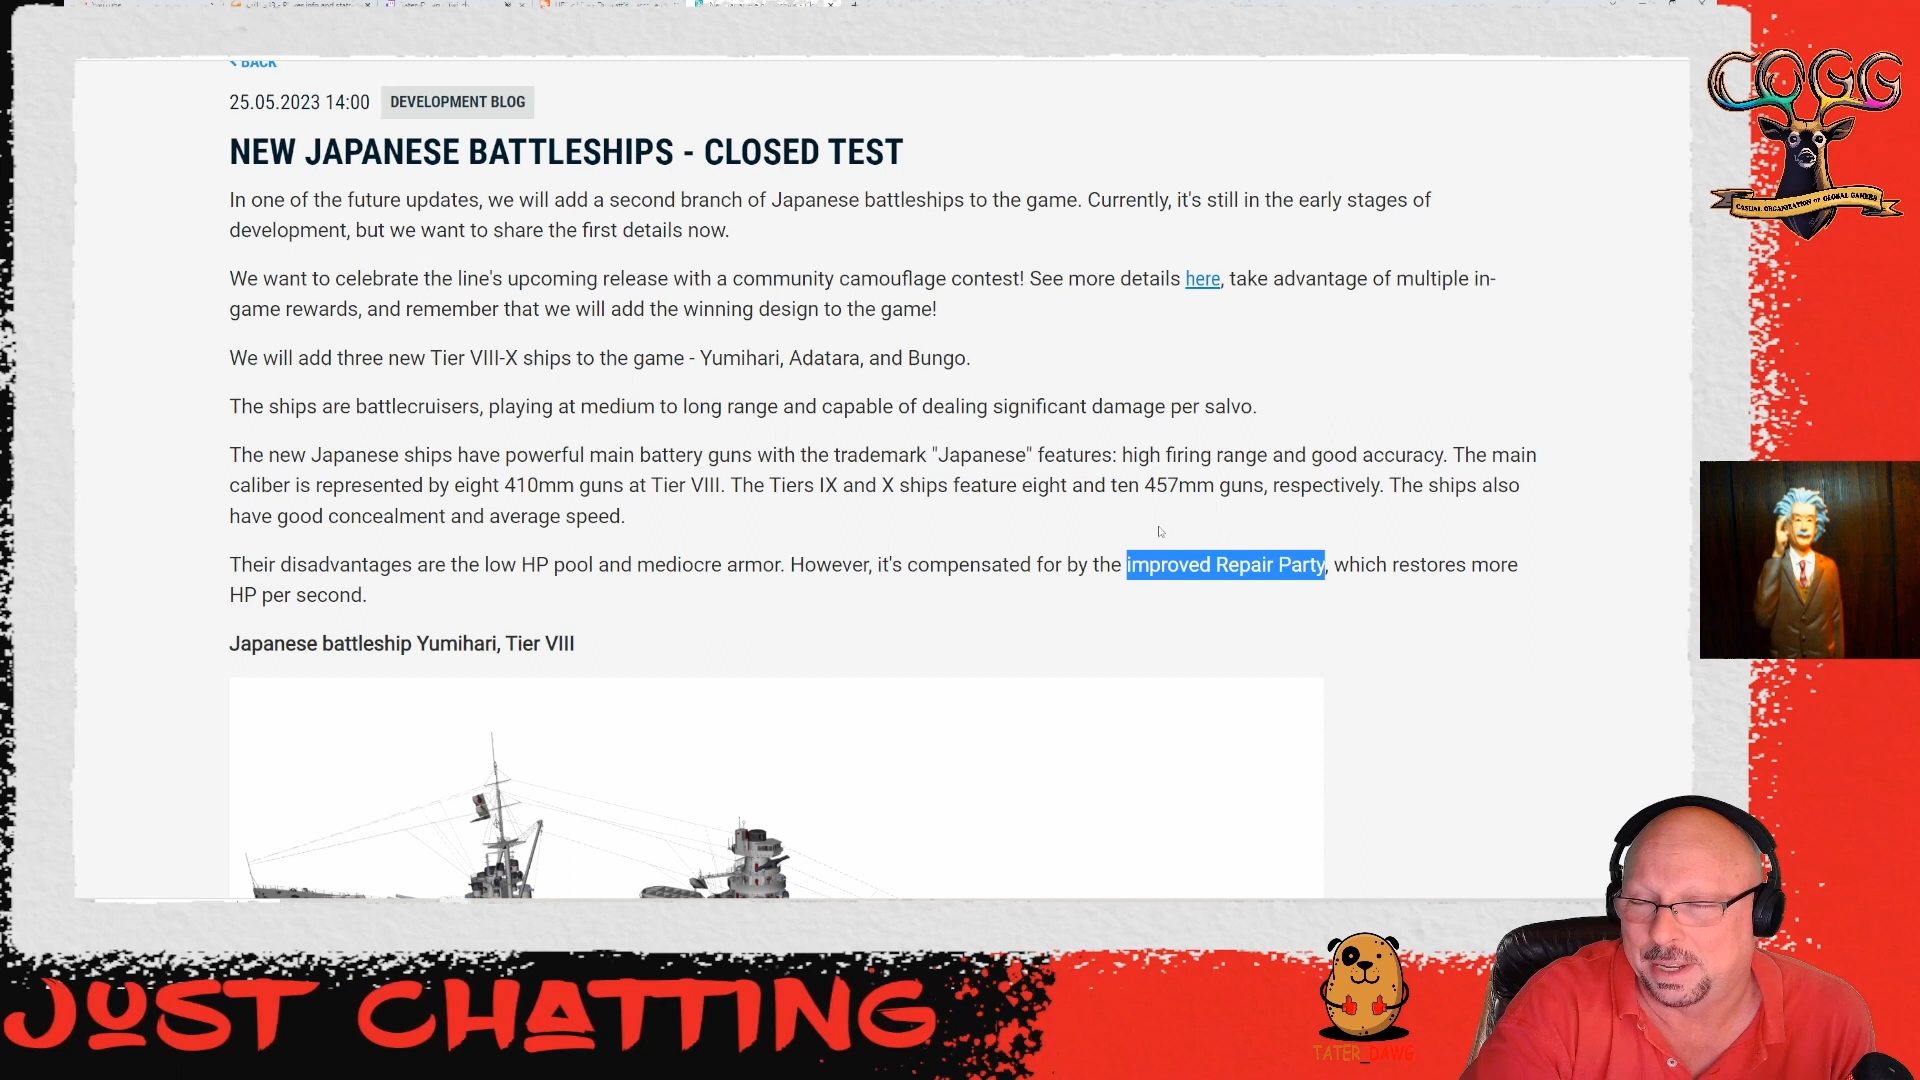 BACK
25.05.2023 14:00 DEVELOPMENT BLOG
NEW JAPANESE BATTLESHIPS - CLOSED TEST
In one of the future updates, we will add a second branch of Japanese battleships to the game. Currently, it's still in the early stages of
development, but we want to share the first details now.
We want to celebrate the line's upcoming release with a community camouflage contest! See more details here, take advantage of multiple in-
game rewards, and remember that we will add the winning design to the game!
We will add three new Tier VIII-X ships to the game - Yumihari, Adatara, and Bungo.
The ships are battlecruisers, playing at medium to long range and capable of dealing significant damage per salvo.
The new Japanese ships have powerful main battery guns with the trademark "Japanese" features: high firing range and good accuracy. The main
caliber is represented by eight 410mm guns at Tier VIII. The Tiers IX and X ships feature eight and ten 457mm guns, respectively. The ships also
have good concealment and average speed.
Their disadvantages are the low HP pool and mediocre armor. However, it's compensated for by the improved Repair Party, which restores more
HP per second.
Japanese battleship Yumihari, Tier VIII
COGG
CASUAL ORGANIZATION OF GLOBAL GAMERS
JUST CHATTING
TATER_DAWG